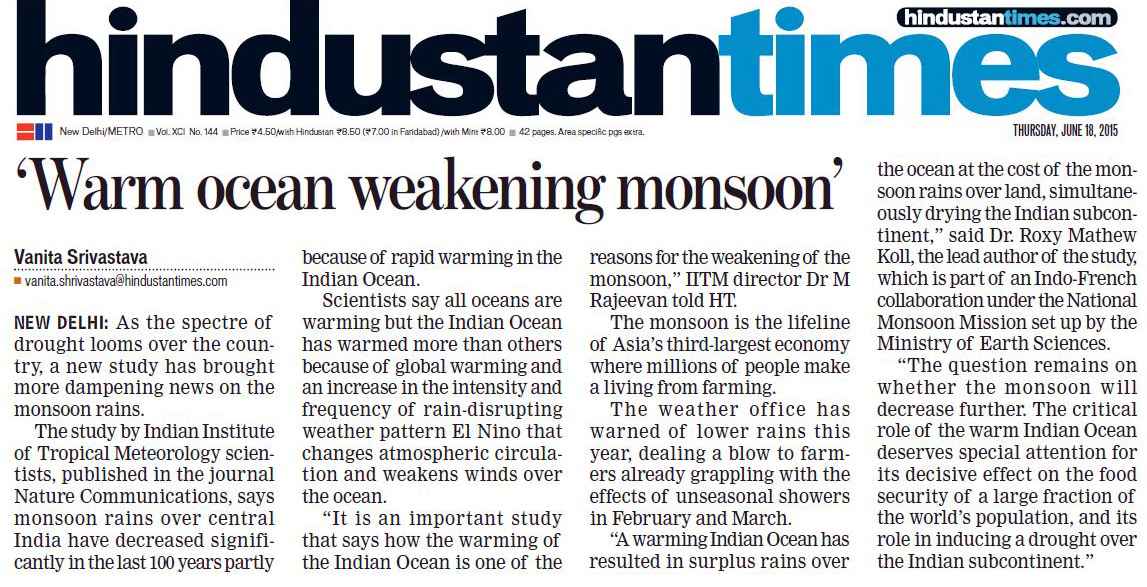 hindustantimes.com
hindustantimes
New Delhi/METRO ■ Vol. XCI No. 144 ■ Price ₹4.50/with Hindustan ₹8.50 (₹7.00 in Faridabad) /with Mint ₹8.00 ■ 42 pages. Area specific pgs extra.
THURSDAY, JUNE 18, 2015
‘Warm ocean weakening monsoon’
Vanita Srivastava
■ vanita.shrivastava@hindustantimes.com
NEW DELHI: As the spectre of
drought looms over the coun-
try, a new study has brought
more dampening news on the
monsoon rains.
The study by Indian Institute
of Tropical Meteorology scien-
tists, published in the journal
Nature Communications, says
monsoon rains over central
India have decreased signifi-
cantly in the last 100 years partly
because of rapid warming in the
Indian Ocean.
Scientists say all oceans are
warming but the Indian Ocean
has warmed more than others
because of global warming and
an increase in the intensity and
frequency of rain-disrupting
weather pattern El Nino that
changes atmospheric circula-
tion and weakens winds over
the ocean.
“It is an important study
that says how the warming of
the Indian Ocean is one of the
reasons for the weakening of the
monsoon,” IITM director Dr M
Rajeevan told HT.
The monsoon is the lifeline
of Asia’s third-largest economy
where millions of people make
a living from farming.
The weather office has
warned of lower rains this
year, dealing a blow to farm-
ers already grappling with the
effects of unseasonal showers
in February and March.
“A warming Indian Ocean has
resulted in surplus rains over
the ocean at the cost of the mon-
soon rains over land, simultane-
ously drying the Indian subcon-
tinent,” said Dr. Roxy Mathew
Koll, the lead author of the study,
which is part of an Indo-French
collaboration under the National
Monsoon Mission set up by the
Ministry of Earth Sciences.
“The question remains on
whether the monsoon will
decrease further. The critical
role of the warm Indian Ocean
deserves special attention for
its decisive effect on the food
security of a large fraction of
the world’s population, and its
role in inducing a drought over
the Indian subcontinent.”